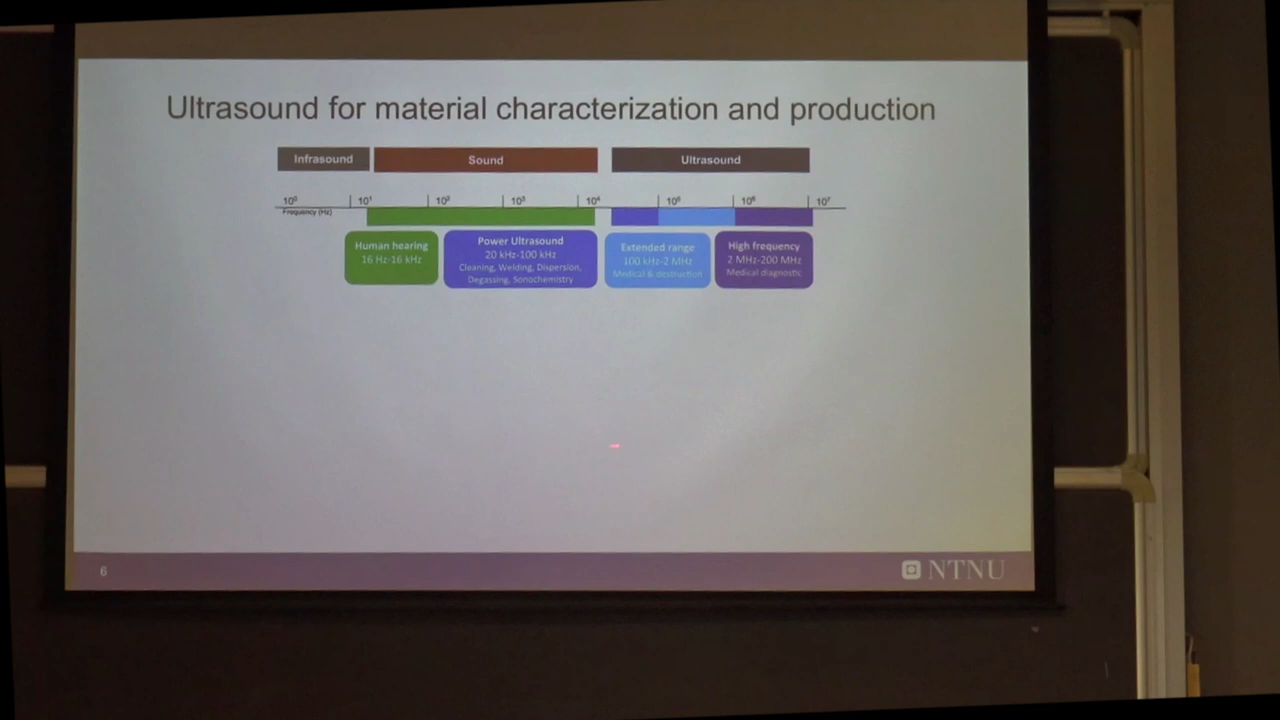 Ultrasound for material characterization and production
Infrasound Sound Ultrasound
10⁰ 10¹ 10² 10³ 10⁴ 10⁵ 10⁶ 10⁷
Frequency (Hz)
Human hearing
16 Hz-16 kHz
Power Ultrasound
20 kHz-100 kHz
Cleaning, Welding, Dispersion,
Degassing, Sonochemistry
Extended range
100 kHz-2 MHz
Medical & destruction
High frequency
2 MHz-200 MHz
Medical diagnostic
6
NTNU